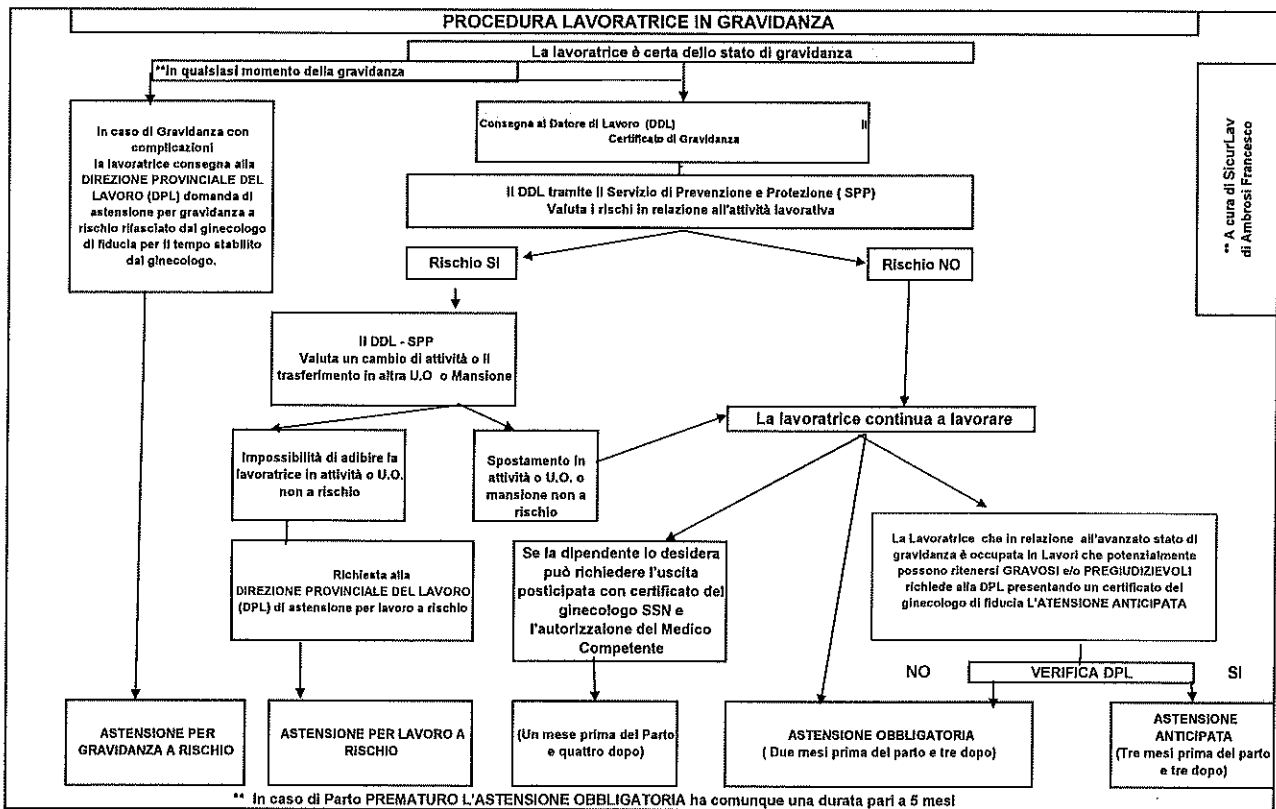 PROCEDURA LAVORATRICE IN GRAVIDANZA
La lavoratrice è certa dello stato di gravidanza
**In qualsiasi momento della gravidanza
In caso di Gravidanza con
complicazioni
la lavoratrice consegna alla
DIREZIONE PROVINCIALE DEL
LAVORO (DPL) domanda di
astensione per gravidanza a
rischio rilasciato dal ginecologo
di fiducia per il tempo stabilito
dal ginecologo.
Consegna al Datore di Lavoro (DDL) Il
Certificato di Gravidanza
** A cura di SicurLav
di Ambrosi Francesco
Il DDL tramite il Servizio di Prevenzione e Protezione ( SPP)
Valuta i rischi in relazione all'attività lavorativa
Rischio SI
Rischio NO
Il DDL - SPP
Valuta un cambio di attività o il
trasferimento in altra U.O o Mansione
La lavoratrice continua a lavorare
Impossibilità di adibire la
lavoratrice in attività o U.O.
non a rischio
Spostamento in
attività o U.O. o
mansione non a
rischio
Richiesta alla
DIREZIONE PROVINCIALE DEL LAVORO
(DPL) di astensione per lavoro a rischio
Se la dipendente lo desidera
può richiedere l'uscita
posticipata con certificato del
ginecologo SSN e
l'autorizzaione del Medico
Competente
La Lavoratrice che in relazione all'avanzato stato di
gravidanza è occupata in Lavori che potenzialmente
possono ritenersi GRAVOSI e/o PREGIUDIZIEVOLI
richiede alla DPL presentando un certificato del
ginecologo di fiducia L'ATENSIONE ANTICIPATA
NO VERIFICA DPL SI
ASTENSIONE PER
GRAVIDANZA A RISCHIO
ASTENSIONE PER LAVORO A
RISCHIO
(Un mese prima del Parto
e quattro dopo)
ASTENSIONE OBBLIGATORIA
( Due mesi prima del parto e tre dopo)
ASTENSIONE
ANTICIPATA
(Tre mesi prima del parto
e tre dopo)
** In caso di Parto PREMATURO L'ASTENSIONE OBBLIGATORIA ha comunque una durata pari a 5 mesi